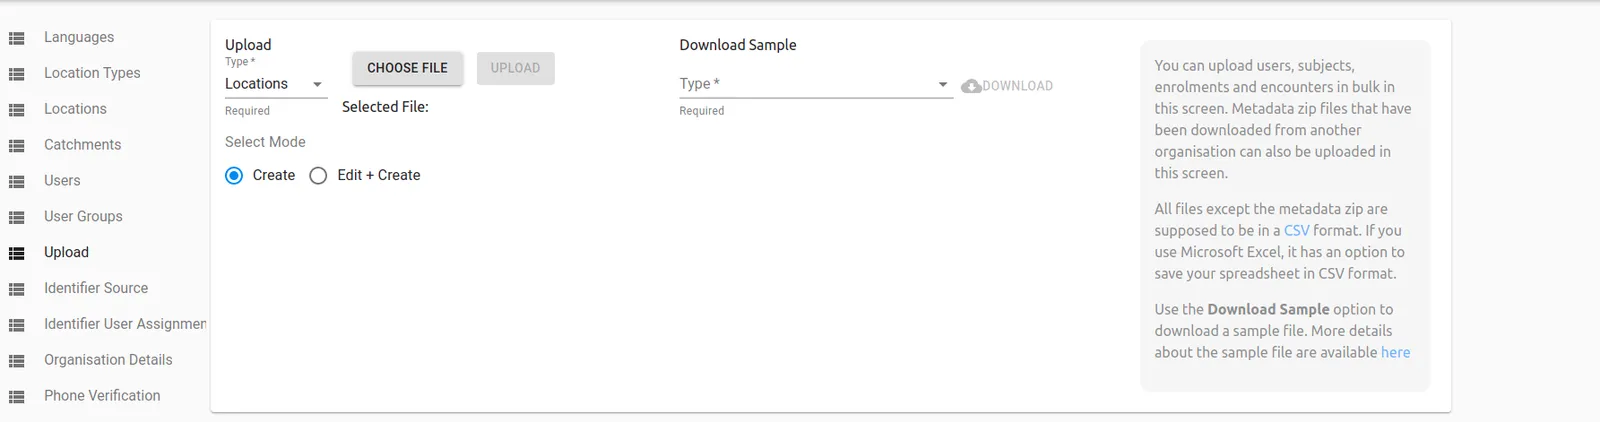 Languages
Location Types
Locations
Catchments
Users
User Groups
Upload
Identifier Source
Identifier User Assignmen
Organisation Details
Phone Verification
Upload
Type *
Locations
Required
CHOOSE FILE
UPLOAD
Selected File:
Select Mode
Create
Edit + Create
Download Sample
Type *
Required
DOWNLOAD
You can upload users, subjects,
enrolments and encounters in bulk in
this screen. Metadata zip files that have
been downloaded from another
organisation can also be uploaded in
this screen.
All files except the metadata zip are
supposed to be in a CSV format. If you
use Microsoft Excel, it has an option to
save your spreadsheet in CSV format.
Use the Download Sample option to
download a sample file. More details
about the sample file are available here